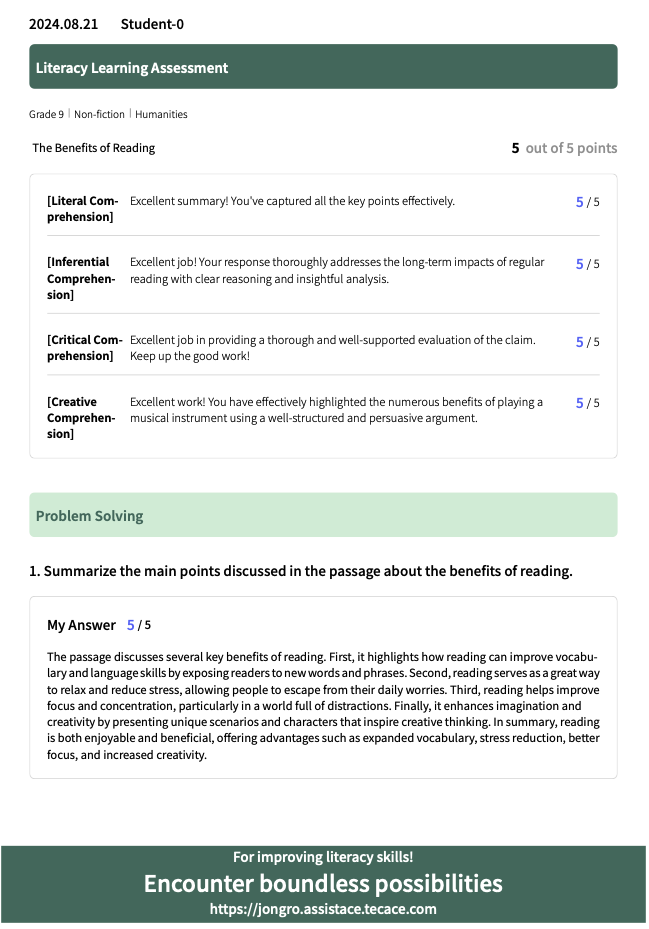 2024.08.21 Student-0
Literacy Learning Assessment
Grade 9 | Non-fiction | Humanities
The Benefits of Reading 5 out of 5 points
[Literal Com- Excellent summary! You've captured all the key points effectively. 5 / 5
prehension]
[Inferential Excellent job! Your response thoroughly addresses the long-term impacts of regular 5 / 5
Comprehen- reading with clear reasoning and insightful analysis.
sion]
[Critical Com- Excellent job in providing a thorough and well-supported evaluation of the claim. 5 / 5
prehension] Keep up the good work!
[Creative Excellent work! You have effectively highlighted the numerous benefits of playing a 5 / 5
Comprehen- musical instrument using a well-structured and persuasive argument.
sion]
Problem Solving
1. Summarize the main points discussed in the passage about the benefits of reading.
My Answer 5 / 5
The passage discusses several key benefits of reading. First, it highlights how reading can improve vocabu-
lary and language skills by exposing readers to new words and phrases. Second, reading serves as a great way
to relax and reduce stress, allowing people to escape from their daily worries. Third, reading helps improve
focus and concentration, particularly in a world full of distractions. Finally, it enhances imagination and
creativity by presenting unique scenarios and characters that inspire creative thinking. In summary, reading
is both enjoyable and beneficial, offering advantages such as expanded vocabulary, stress reduction, better
focus, and increased creativity.
For improving literacy skills!
Encounter boundless possibilities
https://jongro.assistace.tecace.com